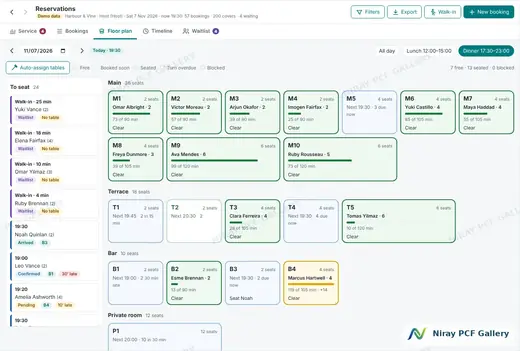 Reservations
Demo data · Harbour & Vine · Host (West) · Sat 7 Nov 2026 · now 19:30 · 57 bookings · 200 covers · 4 waiting
Filters
Export
Walk-in
New booking
Service
Bookings
Floor plan
Timeline
Waitlist 4
11/07/2026
Today · 19:30
All day
Lunch 12:00–15:00
Dinner 17:30–23:00
Auto-assign tables
Free
Booked soon
Seated
Turn overdue
Blocked
7 free · 12 seated · 0 blocked
To seat 24
Walk-in · 25 min
Yuki Vance (2)
Waitlist No table
Walk-in · 18 min
Elena Fairfax (4)
Waitlist No table
Walk-in · 10 min
Omar Yilmaz (3)
Waitlist No table
Walk-in · 4 min
Ruby Brennan (2)
Waitlist No table
19:30
Noah Quinlan (2)
Arrived B3
19:00
Leo Vance (2)
Confirmed B1 30' late
19:20
Amelia Ashworth (4)
Pending B4 10' late
19:30
Main 36 seats
M1 2 seats
Omar Albright · 2
73 of 90 min
Clear
M2 2 seats
Victor Moreau · 2
57 of 90 min
Clear
M3 2 seats
Arjun Okafor · 2
39 of 90 min
Clear
M4 2 seats
Imogen Fairfax · 2
25 of 90 min
Clear
M5 4 seats
Next 19:30 · 3 due
now
M6 4 seats
Yuki Castillo · 4
Clear
M7 4 seats
Maya Haddad · 4
Clear
M8 4 seats
Freya Dunmore · 3
Clear
M9 6 seats
Ava Mendes · 6
Clear
M10 6 seats
Ruby Rousseau · 5
Clear
Terrace 16 seats
T1 2 seats
Next 19:45 · 2 in 15
min
T2 2 seats
Next 20:30 · 2
T3 4 seats
Clara Ferreira · 4
Clear
T4 4 seats
Next 19:30 · 4 due
now
T5 6 seats
Tomas Yilmaz · 6
Clear
Bar 10 seats
B1 2 seats
B2 2 seats
Esme Brennan · 2
Clear
B3 2 seats
Next 19:30 · 2 due
now
Seat Noah
B4 4 seats
Marcus Hartwell · 4
Clear
Private room 12 seats
P1 12 seats
Next 20:00 · 10 in 30 min
Niray PCF Gallery